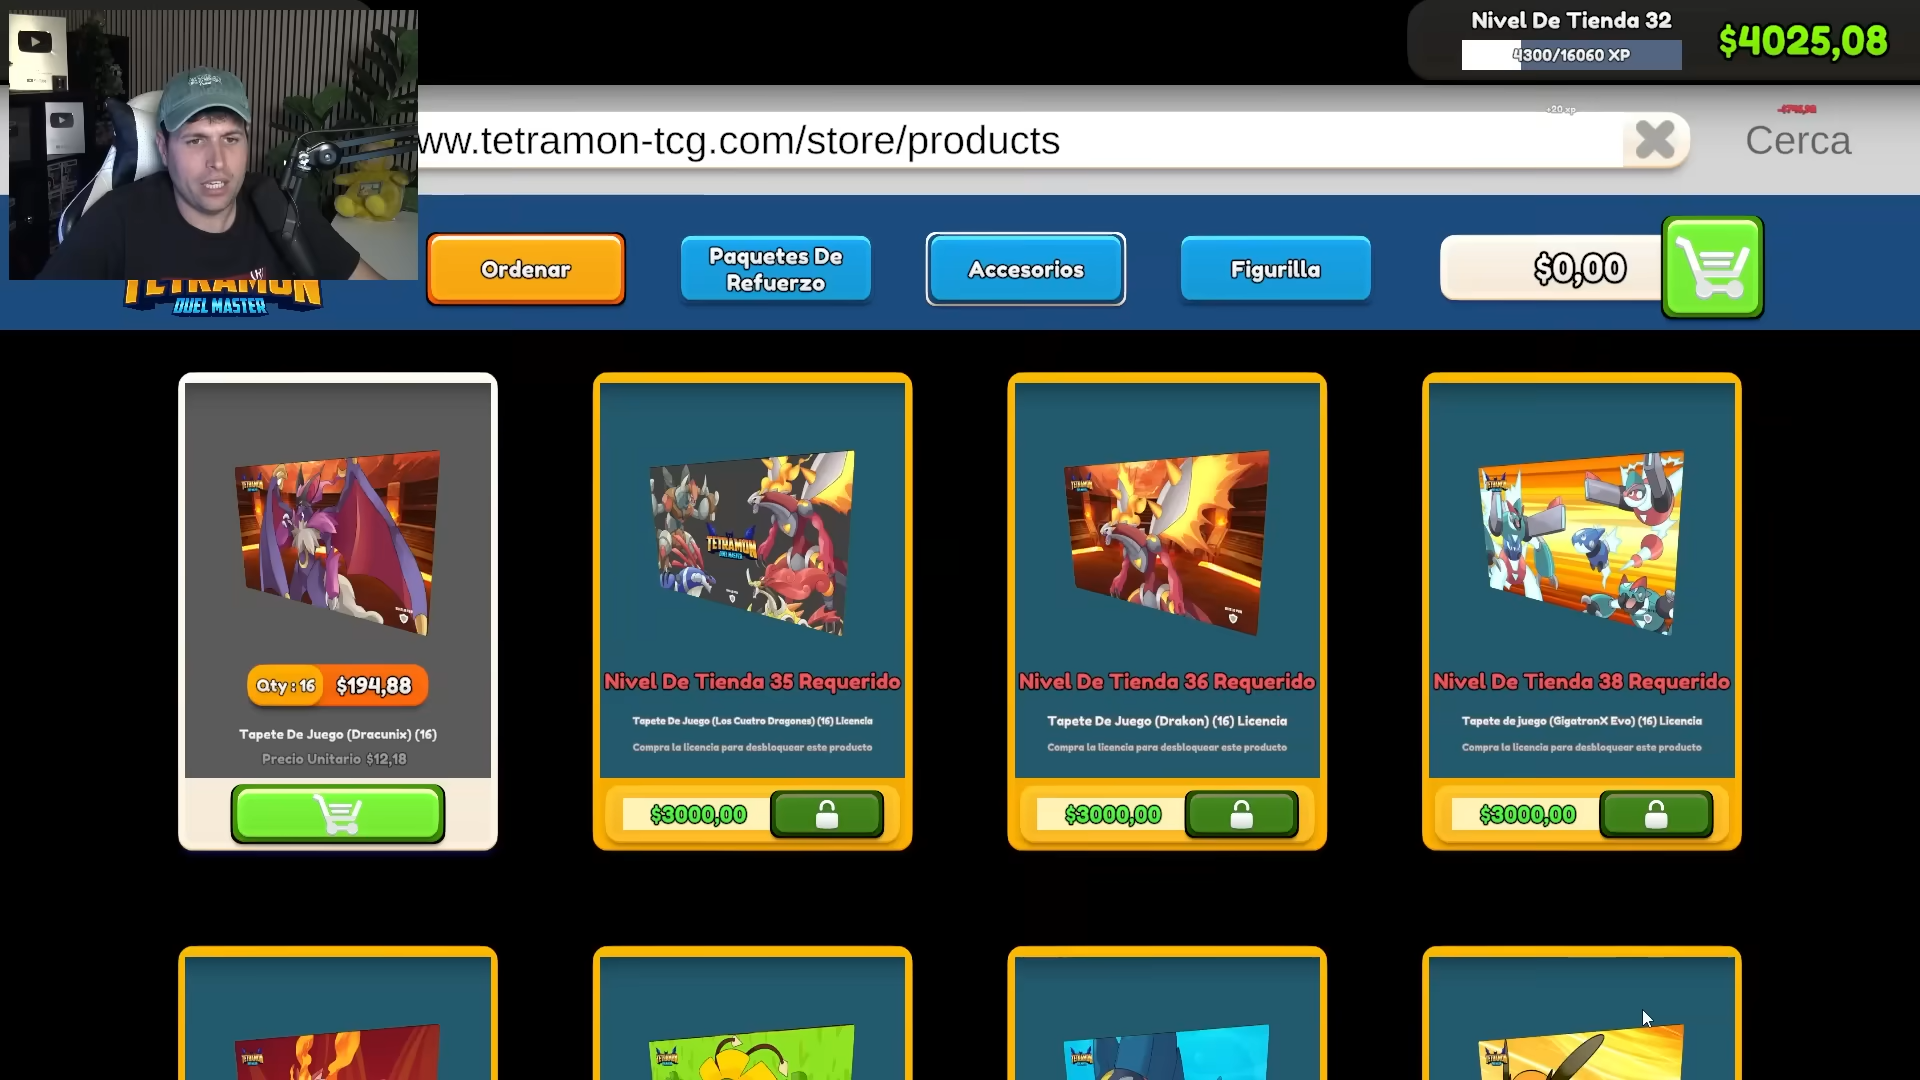 Nivel De Tienda 32
4300/16060 XP
$4025,08
ww.tetramon-tcg.com/store/products
+20 xp
Cerca
TETRAMON
DUEL MASTER
Ordenar
Paquetes De
Refuerzo
Accesorios
Figurilla
$0,00
Qty : 16 $194,88
Tapete De Juego (Dracunix) (16)
Precio Unitario $12,18
TETRAMON
Nivel De Tienda 35 Requerido
Tapete De Juego (Los Cuatro Dragones) (16) Licencia
Compra la licencia para desbloquear este producto
$3000,00
Nivel De Tienda 36 Requerido
Tapete De Juego (Drakon) (16) Licencia
Compra la licencia para desbloquear este producto
$3000,00
Nivel De Tienda 38 Requerido
Tapete de juego (GigatronX Evo) (16) Licencia
Compra la licencia para desbloquear este producto
$3000,00